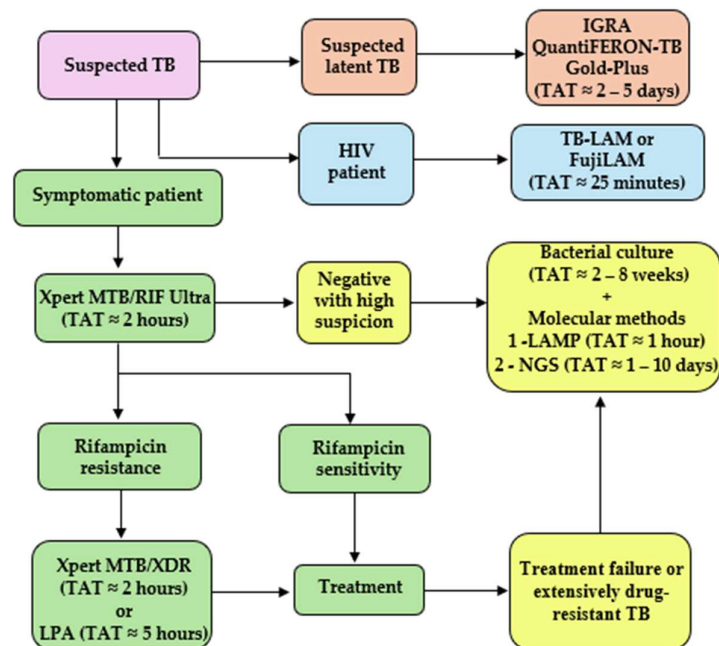 Suspected TB
Suspected
latent TB
IGRA
QuantiFERON-TB
Gold-Plus
(TAT ≈ 2 – 5 days)
HIV
patient
TB-LAM or
FujiLAM
(TAT ≈ 25 minutes)
Symptomatic patient
Xpert MTB/RIF Ultra
(TAT ≈ 2 hours)
Negative
with high
suspicion
Bacterial culture
(TAT ≈ 2 – 8 weeks)
+
Molecular methods
1 -LAMP (TAT ≈ 1 hour)
2 - NGS (TAT ≈ 1 – 10 days)
Rifampicin
resistance
Rifampicin
sensitivity
Xpert MTB/XDR
(TAT ≈ 2 hours)
or
LPA (TAT ≈ 5 hours)
Treatment
Treatment failure or
extensively drug-
resistant TB